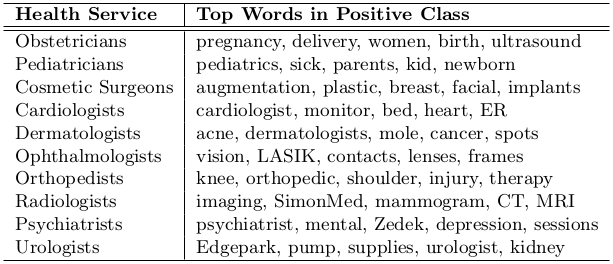 Health Service Top Words in Positive Class
Obstetricians pregnancy, delivery, women, birth, ultrasound
Pediatricians pediatrics, sick, parents, kid, newborn
Cosmetic Surgeons augmentation, plastic, breast, facial, implants
Cardiologists cardiologist, monitor, bed, heart, ER
Dermatologists acne, dermatologists, mole, cancer, spots
Ophthalmologists vision, LASIK, contacts, lenses, frames
Orthopedists knee, orthopedic, shoulder, injury, therapy
Radiologists imaging, SimonMed, mammogram, CT, MRI
Psychiatrists psychiatrist, mental, Zedek, depression, sessions
Urologists Edgepark, pump, supplies, urologist, kidney